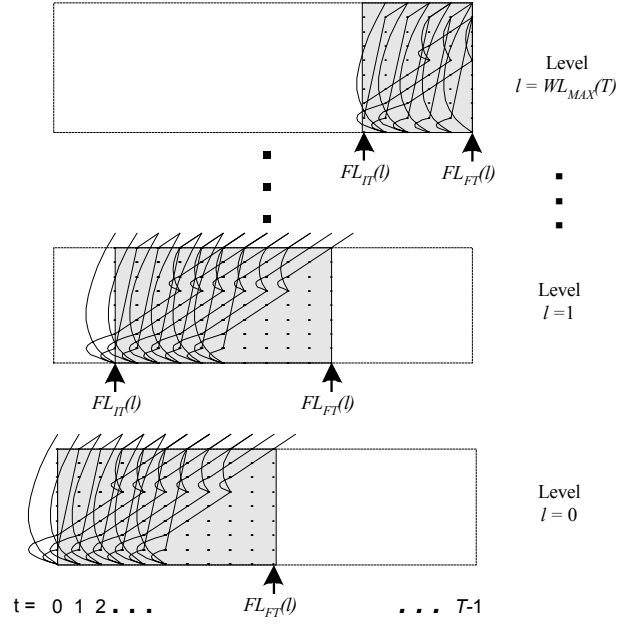 Level
l = WL_MAX(T)
FL_IT(l) FL_FT(l)
Level
l =1
FL_IT(l) FL_FT(l)
Level
l = 0
FL_FT(l)
t = 0 1 2 . . . . . . T-1